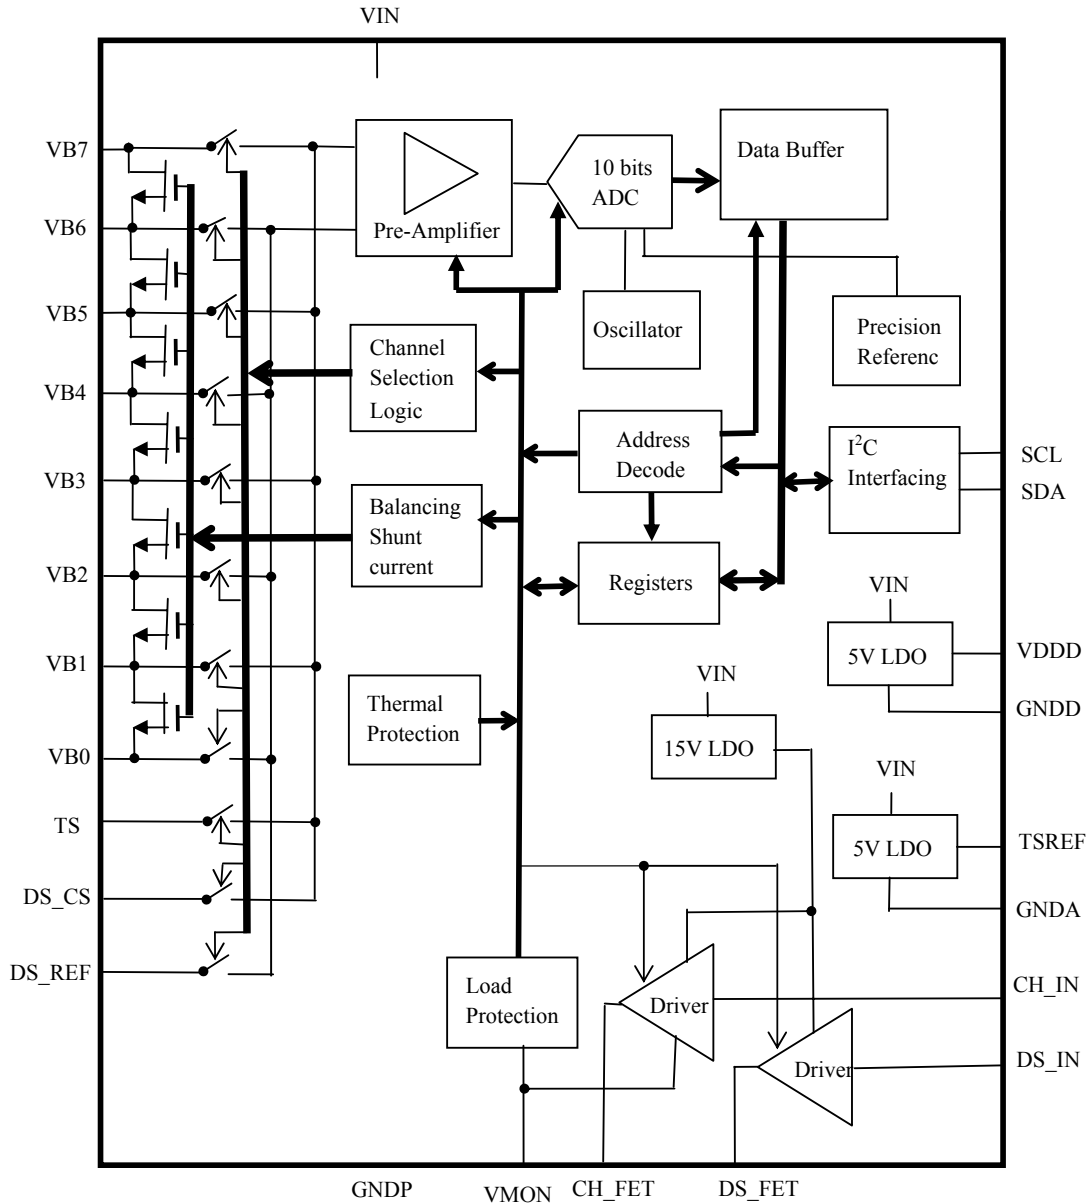 VIN
VB7
VB6
VB5
VB4
VB3
VB2
VB1
VB0
TS
DS_CS
DS_REF
Pre-Amplifier
10 bits
ADC
Data Buffer
Oscillator
Precision
Referenc
Channel
Selection
Logic
Address
Decode
I²C
Interfacing
SCL
SDA
Balancing
Shunt
current
Registers
VIN
5V LDO
VDDD
GNDD
Thermal
Protection
VIN
15V LDO
VIN
5V LDO
TSREF
GNDA
Load
Protection
Driver
CH_IN
Driver
DS_IN
GNDP
VMON
CH_FET
DS_FET